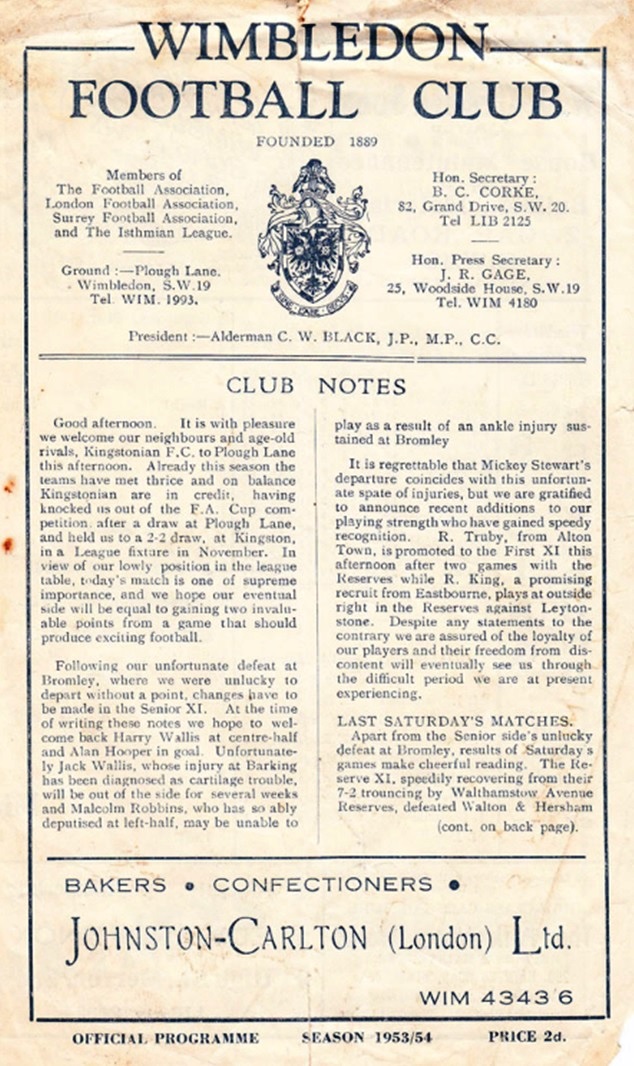 WIMBLEDON
FOOTBALL CLUB
FOUNDED 1889
Members of
The Football Association,
London Football Association,
Surrey Football Association,
and The Isthmian League.
Ground :—Plough Lane.
Wimbledon, S.W.19
Tel. WIM. 1993.
Hon. Secretary :
B. C. CORKE,
82, Grand Drive, S.W. 20.
Tel LIB 2125
Hon. Press Secretary :
J. R. GAGE,
25, Woodside House, S.W.19
Tel. WIM 4180
President :—Alderman C. W. BLACK, J.P., M.P., C.C.
CLUB NOTES
Good afternoon. It is with pleasure
we welcome our neighbours and age-old
rivals, Kingstonian F.C. to Plough Lane
this afternoon. Already this season the
teams have met thrice and on balance
Kingstonian are in credit, having
knocked us out of the F.A. Cup com-
petition after a draw at Plough Lane,
and held us to a 2-2 draw, at Kingston,
in a League fixture in November. In
view of our lowly position in the league
table, today's match is one of supreme
importance, and we hope our eventual
side will be equal to gaining two invalu-
able points from a game that should
produce exciting football.
Following our unfortunate defeat at
Bromley, where we were unlucky to
depart without a point, changes have to
be made in the Senior XI. At the time
of writing these notes we hope to wel-
come back Harry Wallis at centre-half
and Alan Hooper in goal. Unfortunate-
ly Jack Wallis, whose injury at Barking
has been diagnosed as cartilage trouble,
will be out of the side for several weeks
and Malcolm Robbins, who has so ably
deputised at left-half, may be unable to
play as a result of an ankle injury sus-
tained at Bromley
It is regrettable that Mickey Stewart's
departure coincides with this unfortun-
ate spate of injuries, but we are gratified
to announce recent additions to our
playing strength who have gained speedy
recognition. R. Truby, from Alton
Town, is promoted to the First XI this
afternoon after two games with the
Reserves while R. King, a promising
recruit from Eastbourne, plays at outside
right in the Reserves against Leyton-
stone. Despite any statements to the
contrary we are assured of the loyalty of
our players and their freedom from dis-
content will eventually see us through
the difficult period we are at present
experiencing.
LAST SATURDAY'S MATCHES.
Apart from the Senior side's unlucky
defeat at Bromley, results of Saturday's
games make cheerful reading. The Re-
serve XI, speedily recovering from their
7-2 trouncing by Walthamstow Avenue
Reserves, defeated Walton & Hersham
(cont. on back page).
BAKERS • CONFECTIONERS •
JOHNSTON-CARLTON (London) Ltd.
WIM 4343 6
OFFICIAL PROGRAMME SEASON 1953/54 PRICE 2d.